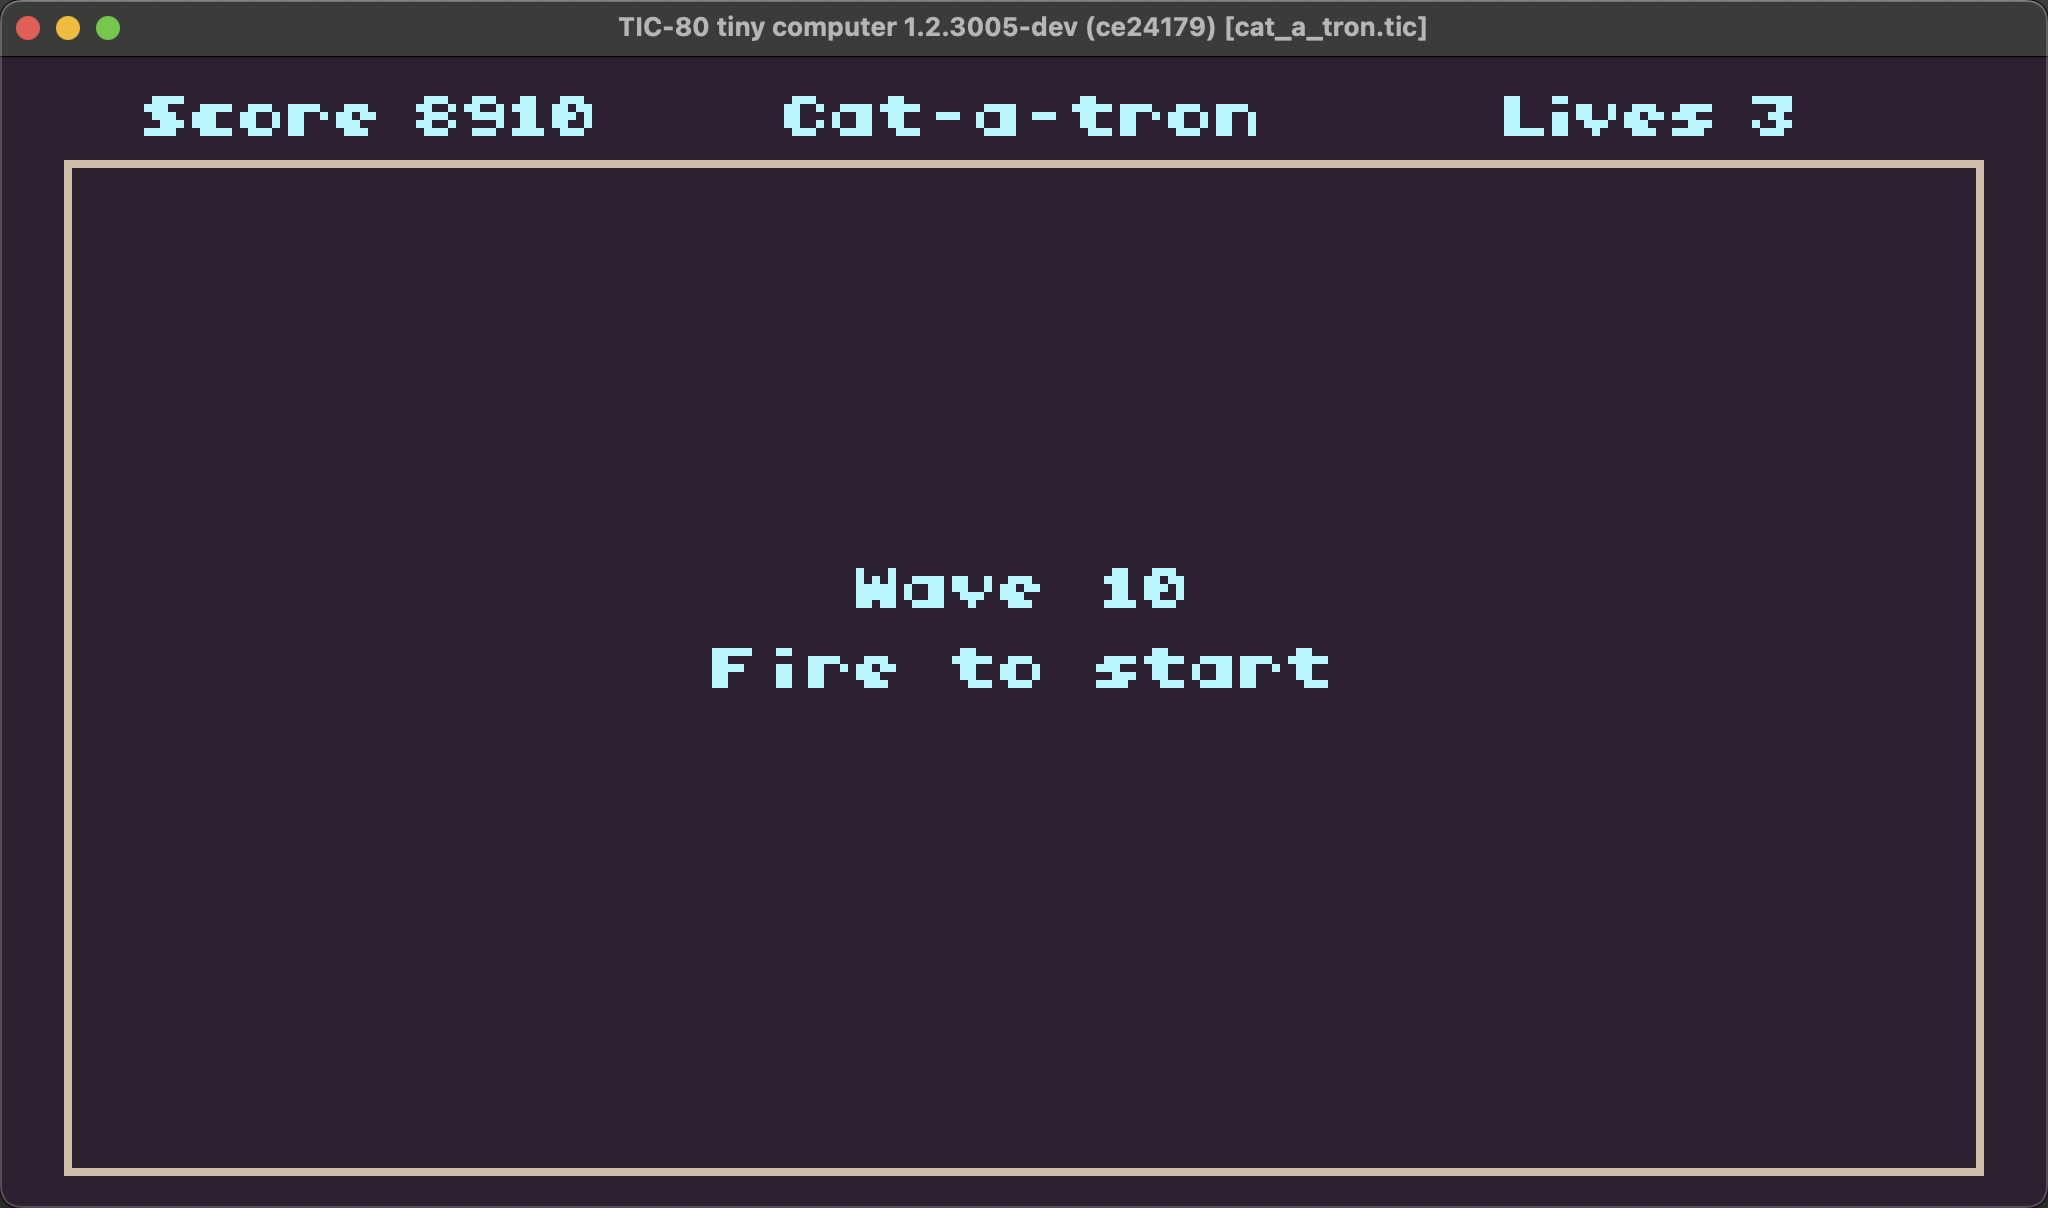 TIC-80 tiny computer 1.2.3005-dev (ce24179) [cat_a_tron.tic]
Score 8910 Cat-a-tron Lives 3
Wave 10
Fire to start